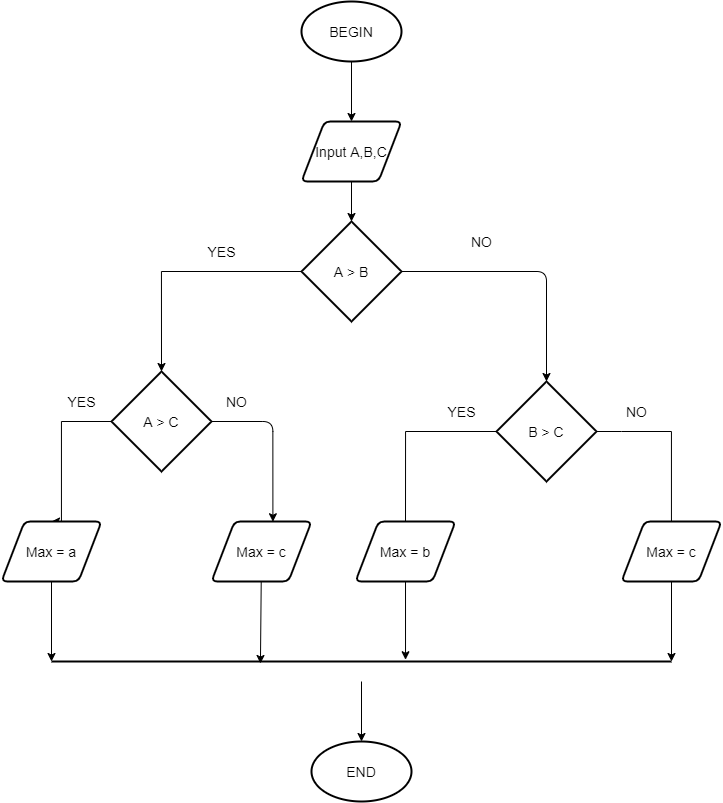 BEGIN
Input A,B,C
A > B
YES
NO
A > C
YES
NO
B > C
YES
NO
Max = a
Max = c
Max = b
Max = c
END